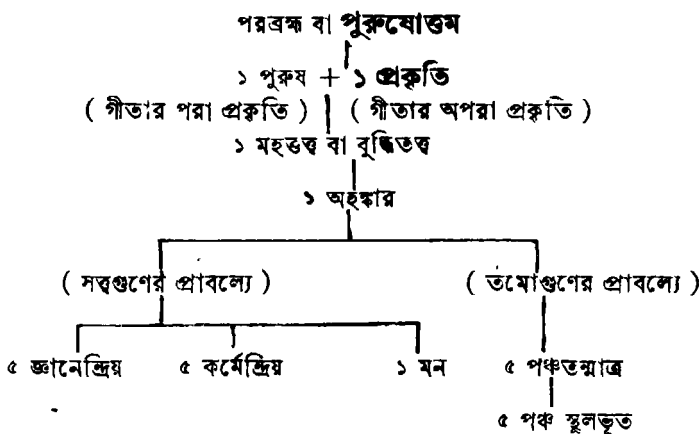 পরব্রহ্ম বা পুরুষোত্তম
১ পুরুষ + ১ প্রকৃতি
( গীতার পরা প্রকৃতি ) ( গীতার অপরা প্রকৃতি )
১ মহত্তত্ত্ব বা বুদ্ধিতত্ত্ব
১ অহঙ্কার
( সত্ত্বগুণের প্রাবল্যে ) ( তমোগুণের প্রাবল্যে )
৫ জ্ঞানেন্দ্রিয় ৫ কর্মেন্দ্রিয় ১ মন ৫ পঞ্চতন্মাত্র
৫ পঞ্চ স্থূলভূত